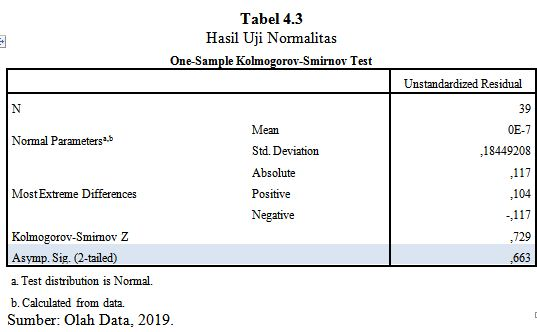 Tabel 4.3
Hasil Uji Normalitas
One-Sample Kolmogorov-Smirnov Test
Unstandardized Residual
N 39
Normal Parametersᵃ,ᵇ Mean 0E-7
Std. Deviation ,18449208
Most Extreme Differences Absolute ,117
Positive ,104
Negative -,117
Kolmogorov-Smirnov Z ,729
Asymp. Sig. (2-tailed) ,663
a. Test distribution is Normal.
b. Calculated from data.
Sumber: Olah Data, 2019.